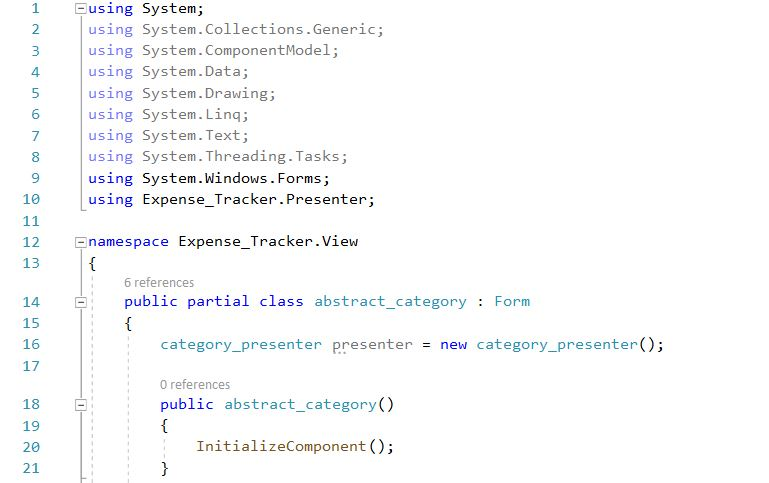 1 using System;
2 using System.Collections.Generic;
3 using System.ComponentModel;
4 using System.Data;
5 using System.Drawing;
6 using System.Linq;
7 using System.Text;
8 using System.Threading.Tasks;
9 using System.Windows.Forms;
10 using Expense_Tracker.Presenter;
11
12 namespace Expense_Tracker.View
13 {
6 references
14 public partial class abstract_category : Form
15 {
16 category_presenter presenter = new category_presenter();
17
0 references
18 public abstract_category()
19 {
20 InitializeComponent();
21 }